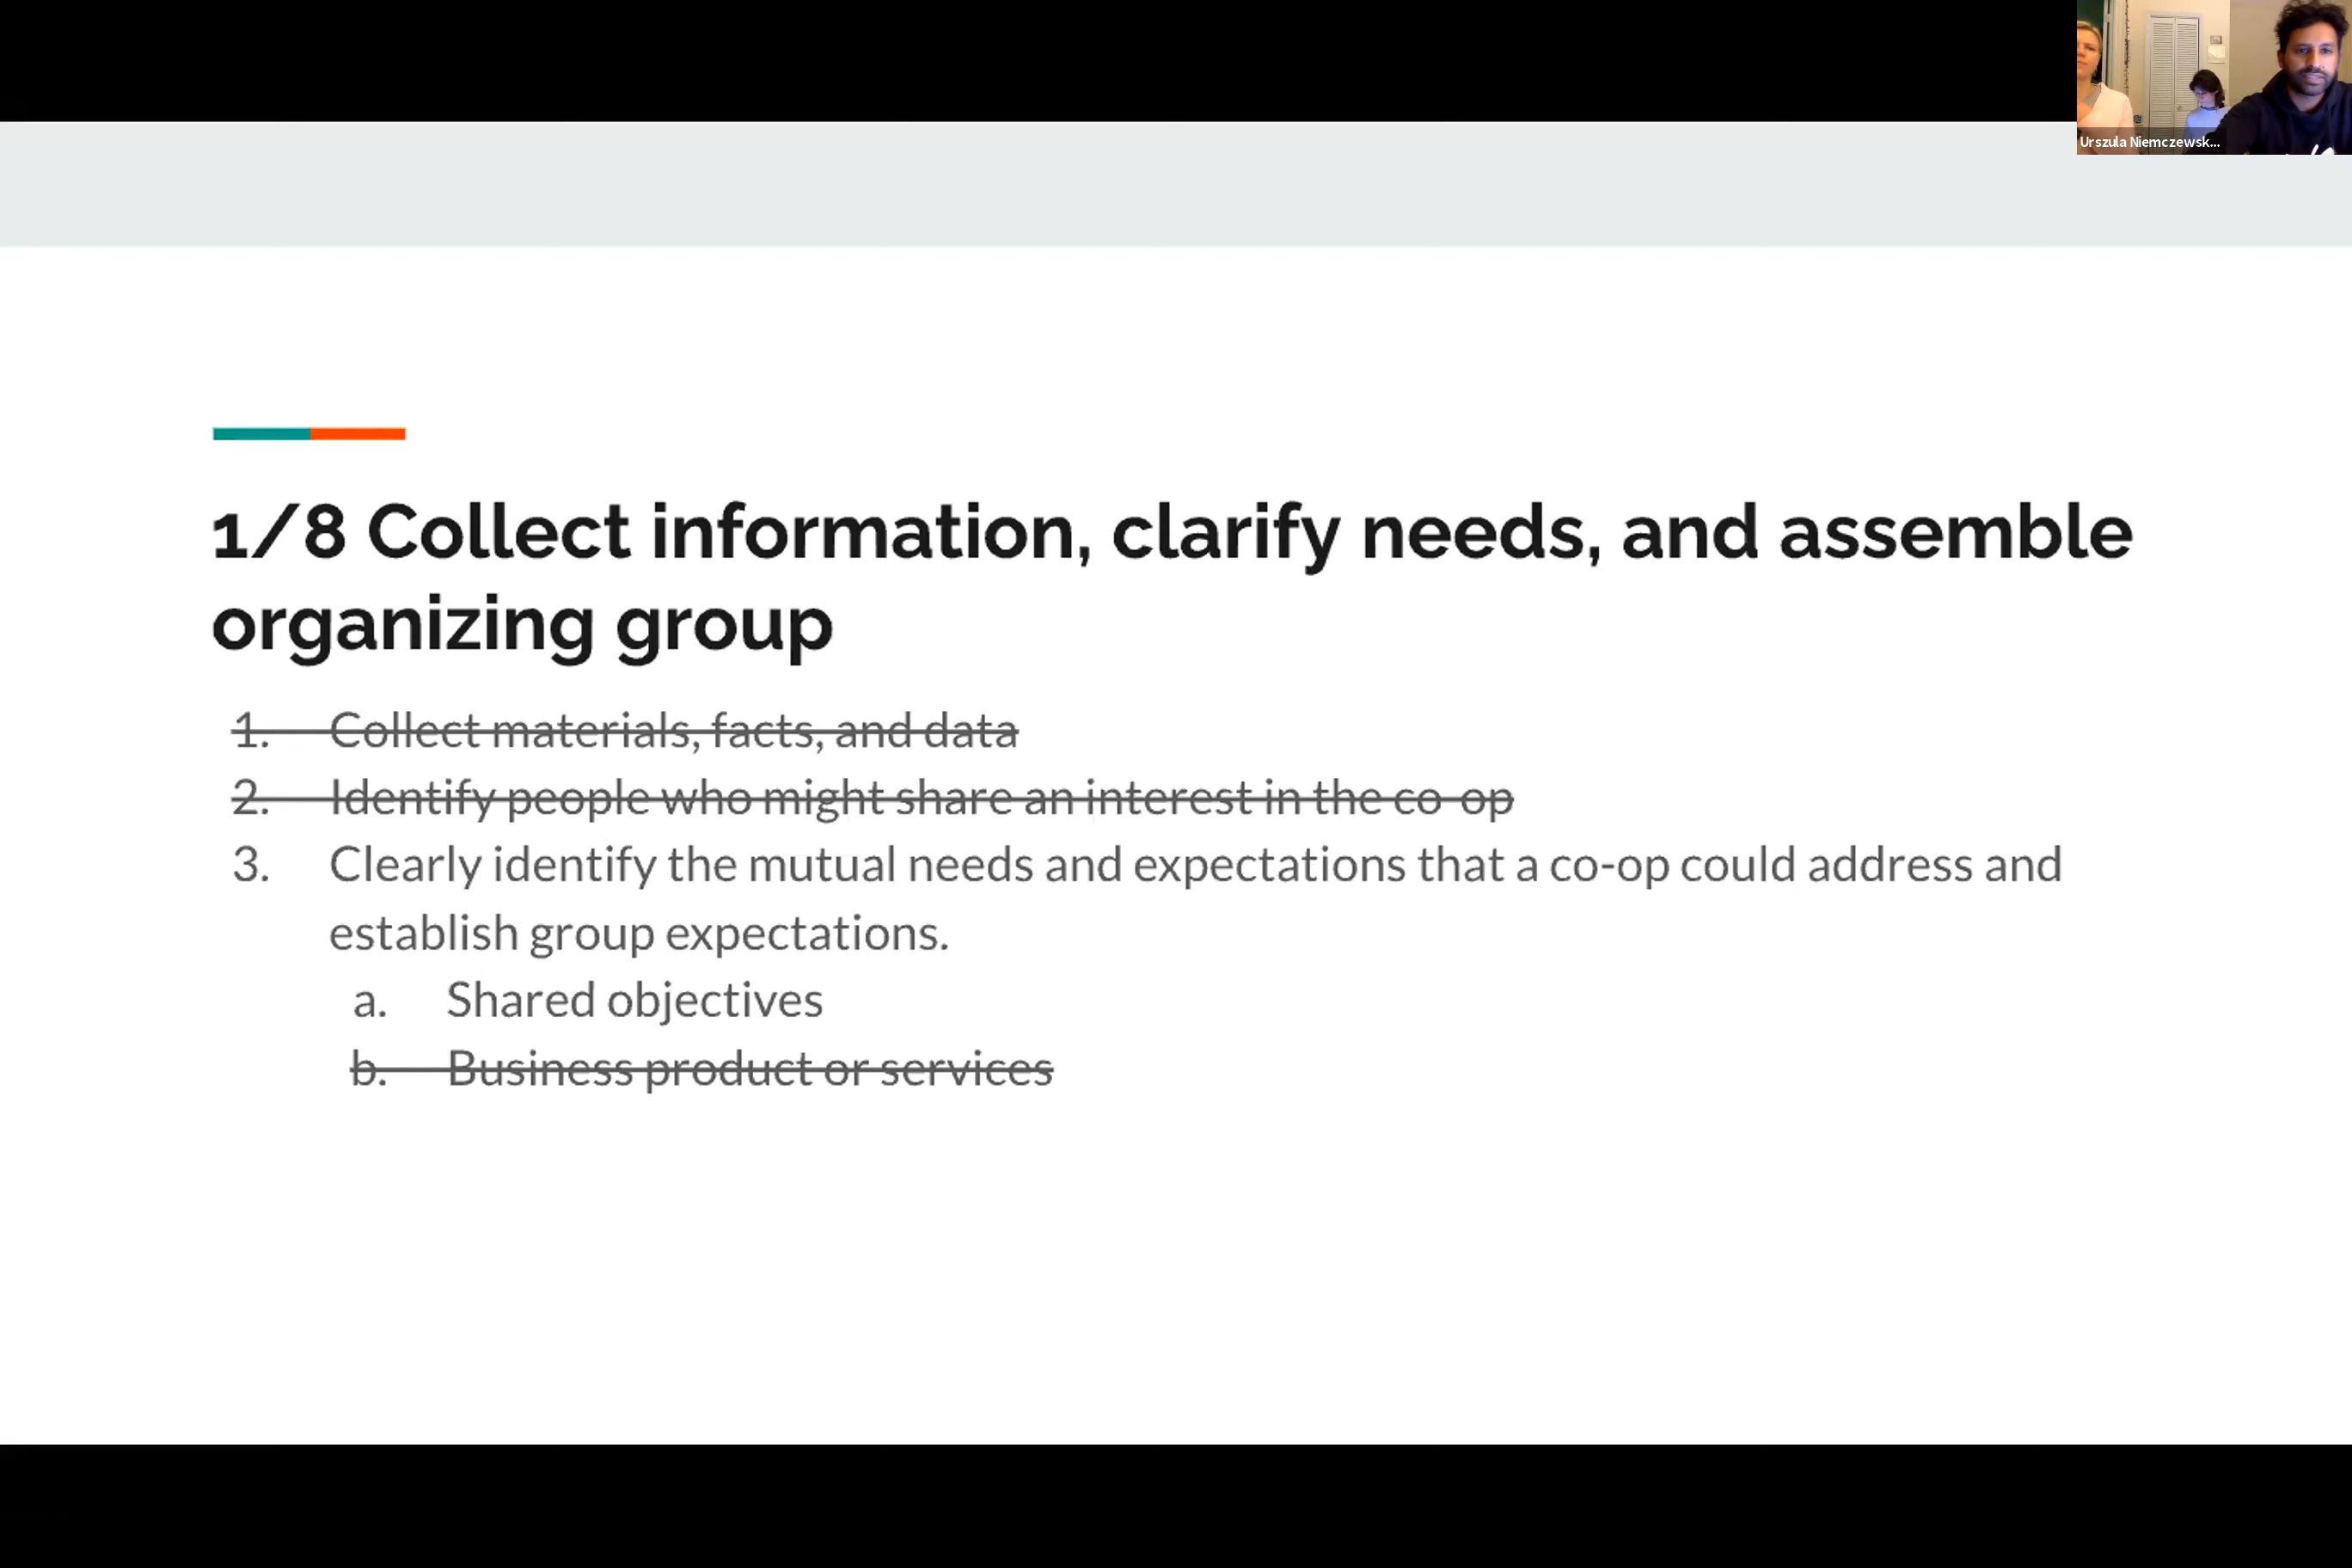 Urszula Niemczewsk...
1/8 Collect information, clarify needs, and assemble
organizing group
1. Collect materials, facts, and data
2. Identify people who might share an interest in the co-op
3. Clearly identify the mutual needs and expectations that a co-op could address and
establish group expectations.
a. Shared objectives
b. Business product or services